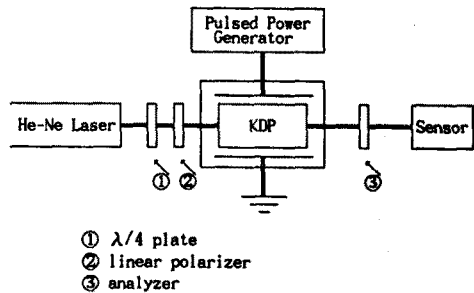 Pulsed Power
Generator
He-Ne Laser
KDP
Sensor
① ② ③
① λ/4 plate
② linear polarizer
③ analyzer